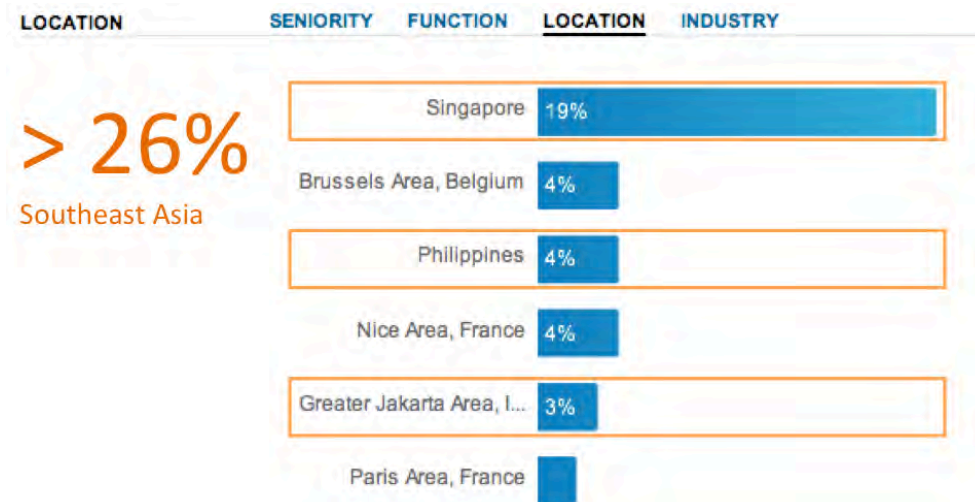 LOCATION
SENIORITY FUNCTION LOCATION INDUSTRY
> 26%
Southeast Asia
Singapore 19%
Brussels Area, Belgium 4%
Philippines 4%
Nice Area, France 4%
Greater Jakarta Area, I... 3%
Paris Area, France